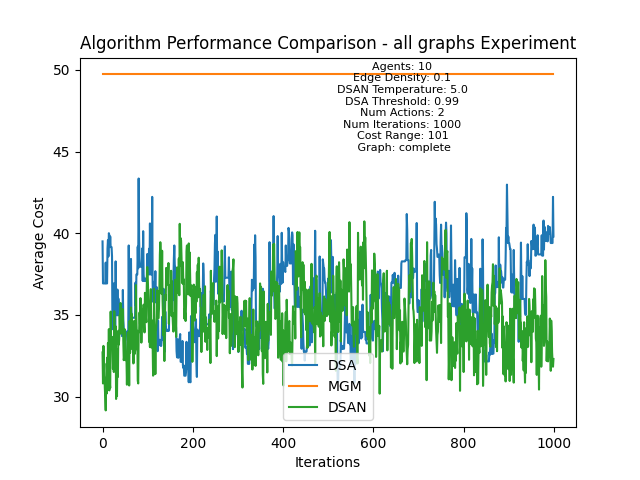 Algorithm Performance Comparison - all graphs Experiment
Agents: 10
Edge Density: 0.1
DSAN Temperature: 5.0
DSA Threshold: 0.99
Num Actions: 2
Num Iterations: 1000
Cost Range: 101
Graph: complete
50
45
40
35
30
Average Cost
DSA
MGM
DSAN
0 200 400 600 800 1000
Iterations